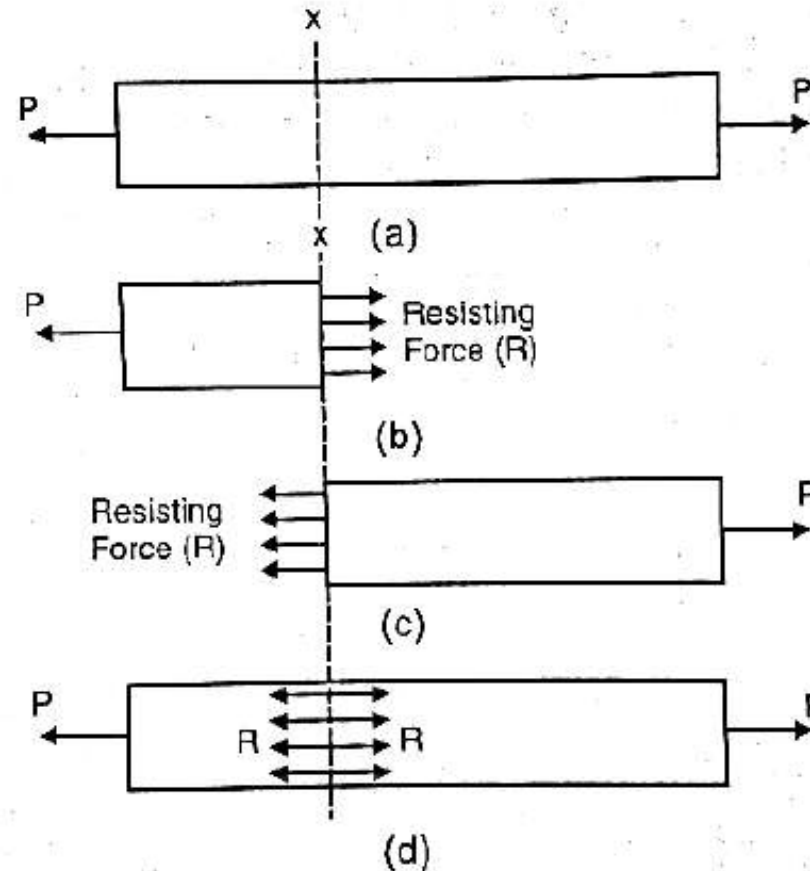 x
P P
x (a)
P Resisting
Force (R)
(b)
Resisting P
Force (R)
(c)
P R R
(d)